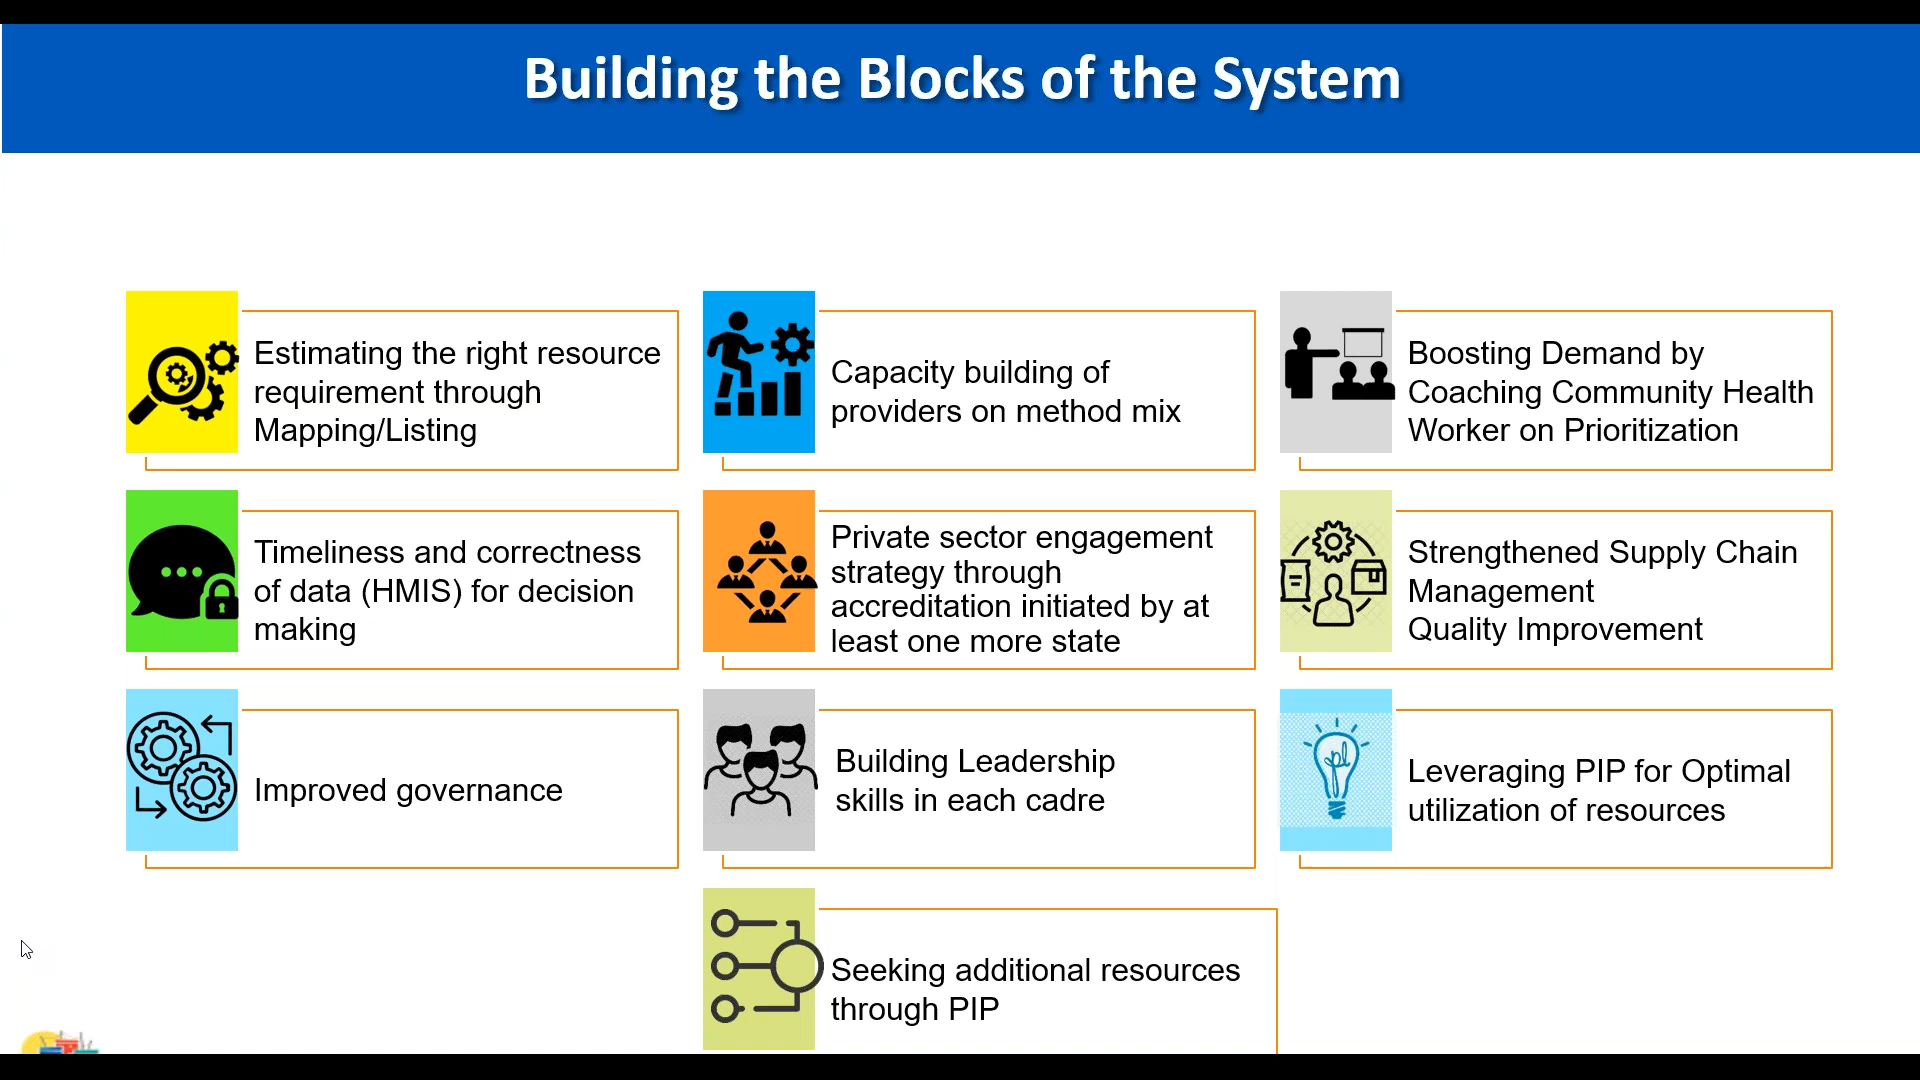 Building the Blocks of the System
Estimating the right resource
requirement through
Mapping/Listing
Capacity building of
providers on method mix
Boosting Demand by
Coaching Community Health
Worker on Prioritization
Timeliness and correctness
of data (HMIS) for decision
making
Private sector engagement
strategy through
accreditation initiated by at
least one more state
Strengthened Supply Chain
Management
Quality Improvement
Improved governance
Building Leadership
skills in each cadre
Leveraging PIP for Optimal
utilization of resources
Seeking additional resources
through PIP